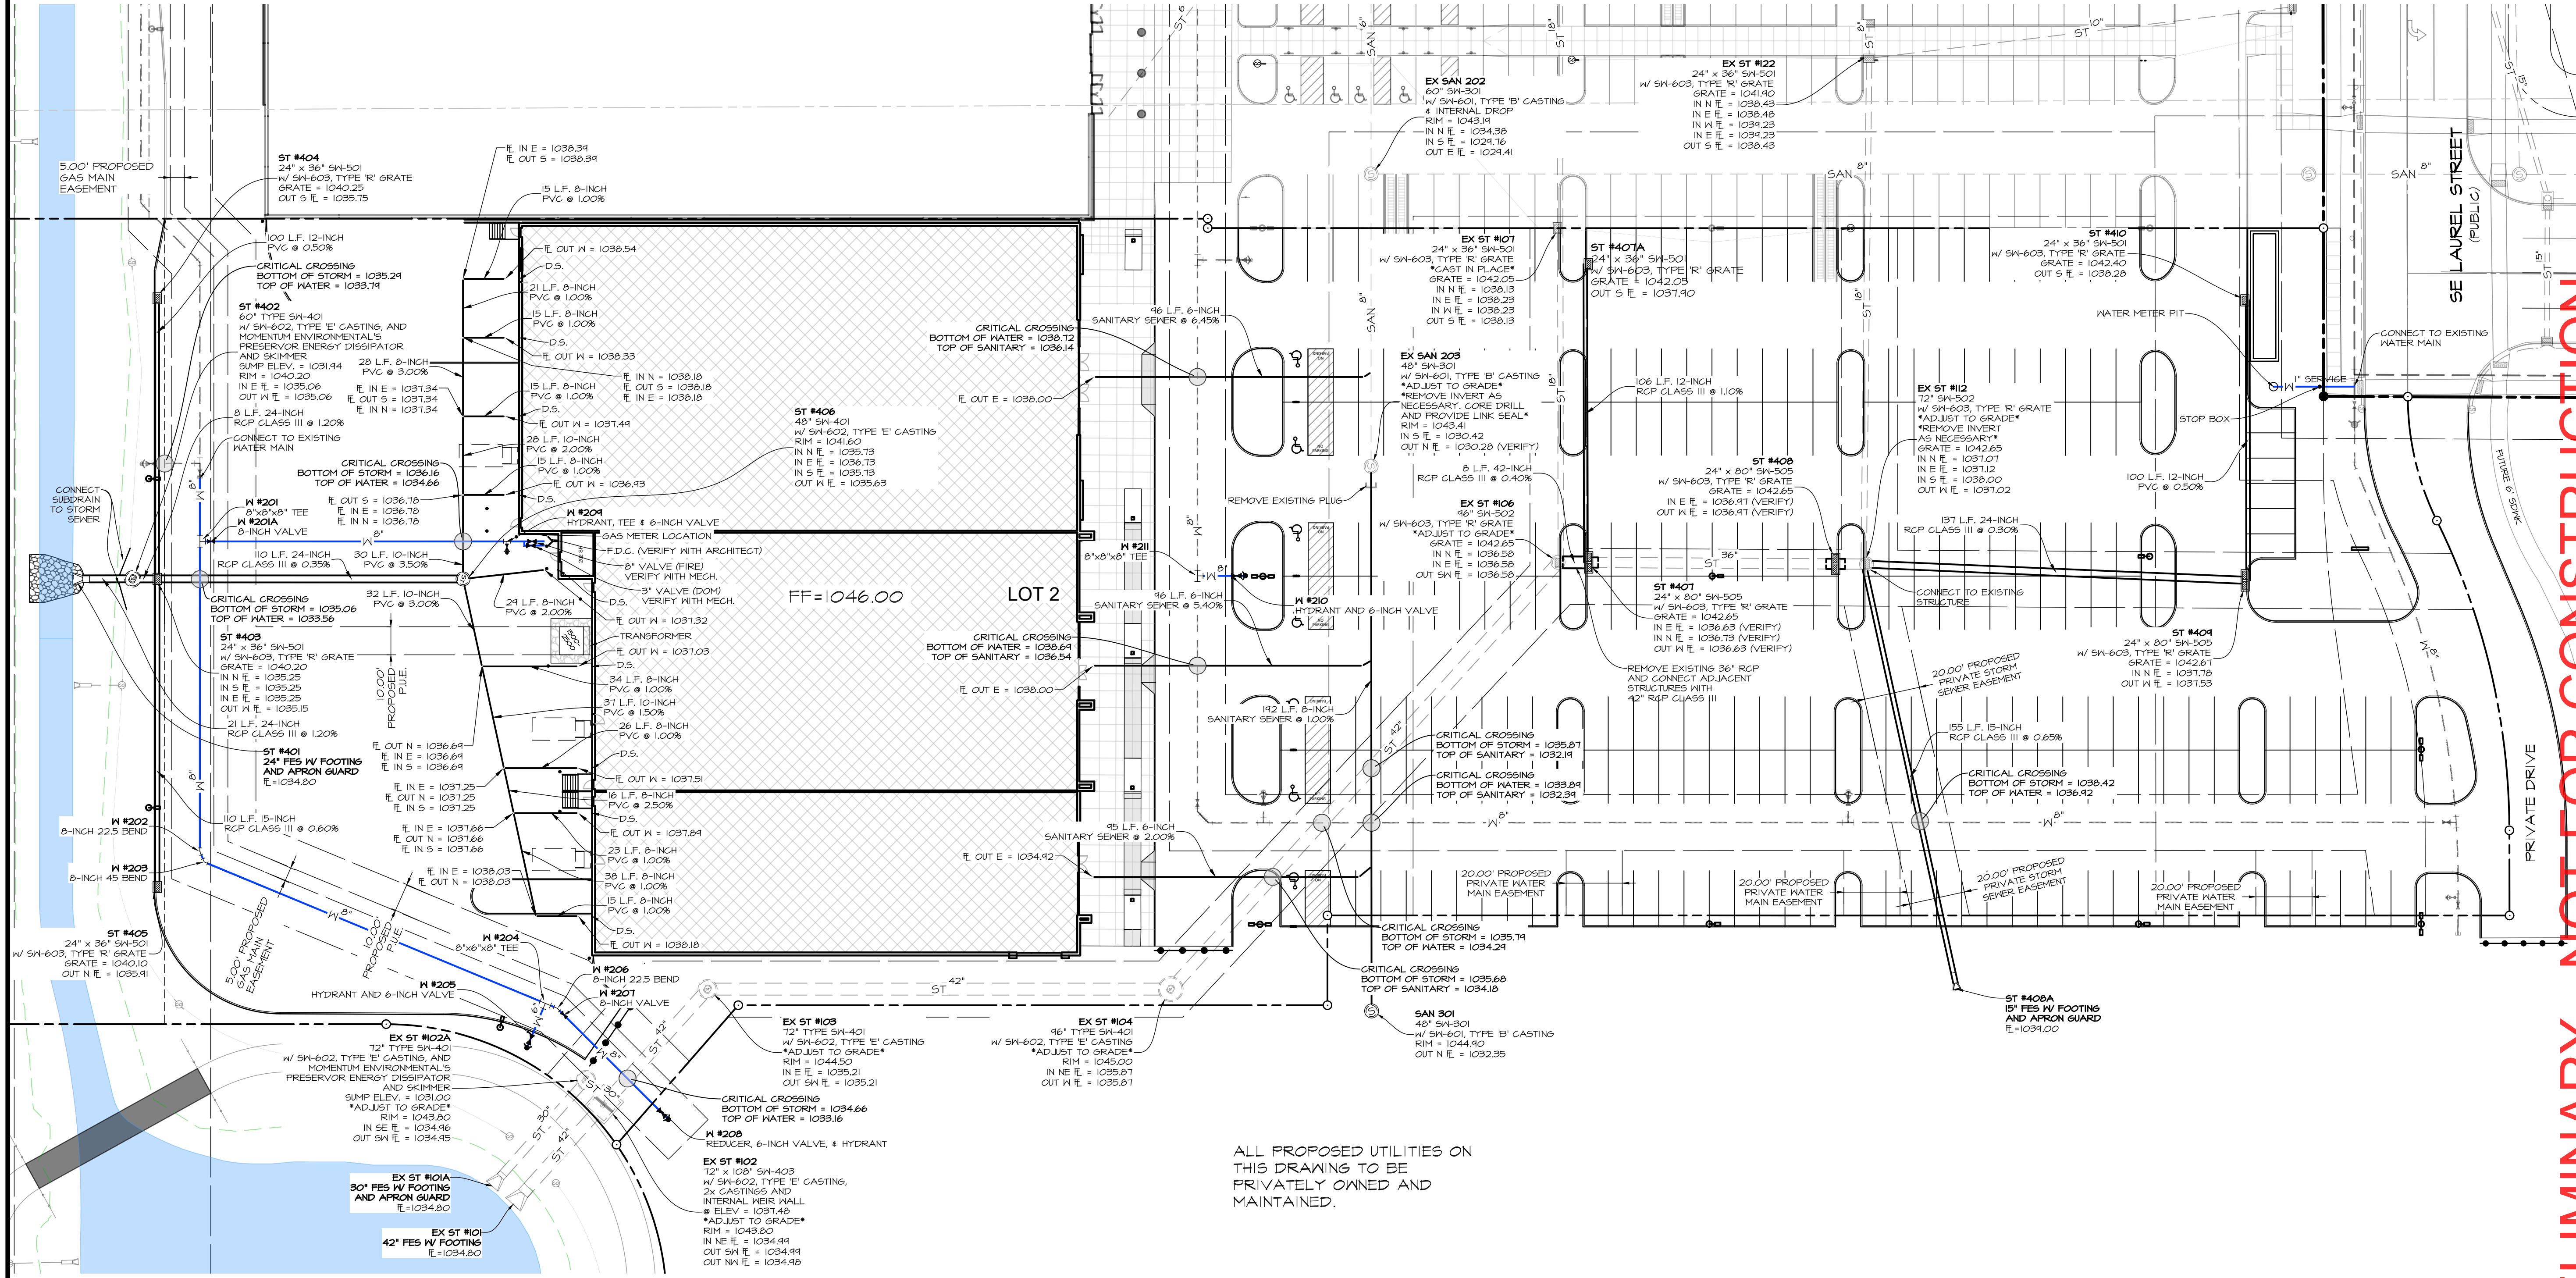 5.00' PROPOSED
GAS MAIN
EASEMENT
ST #404
24" x 36" SW-501
w/ SW-603, TYPE 'R' GRATE
GRATE = 1040.25
OUT S FL = 1035.75
FL IN E = 1038.39
FL OUT S = 1038.39
15 L.F. 8-INCH
PVC @ 1.00%
100 L.F. 12-INCH
PVC @ 0.50%
CRITICAL CROSSING
BOTTOM OF STORM = 1035.29
TOP OF WATER = 1033.79
ST #402
60" TYPE SW-401
w/ SW-602, TYPE 'E' CASTING, AND
MOMENTUM ENVIRONMENTAL'S
PRESERVOR ENERGY DISSIPATOR
AND SKIMMER
SUMP ELEV. = 1031.94
RIM = 1040.20
IN E FL = 1035.06
OUT W FL = 1035.06
8 L.F. 24-INCH
RCP CLASS III @ 1.20%
CONNECT TO EXISTING
WATER MAIN
28 L.F. 8-INCH
PVC @ 3.00%
FL IN E = 1037.34
FL OUT S = 1037.34
FL IN N = 1037.34
CRITICAL CROSSING
BOTTOM OF STORM = 1036.16
TOP OF WATER = 1034.66
FL OUT S = 1036.78
FL IN E = 1036.78
FL IN N = 1036.78
FL OUT W = 1038.54
D.S.
21 L.F. 8-INCH
PVC @ 1.00%
15 L.F. 8-INCH
PVC @ 1.00%
D.S.
FL OUT W = 1038.33
FL IN N = 1038.18
FL OUT S = 1038.18
FL IN E = 1038.18
15 L.F. 8-INCH
PVC @ 1.00%
D.S.
FL OUT W = 1037.49
28 L.F. 10-INCH
PVC @ 2.00%
15 L.F. 8-INCH
PVC @ 1.00%
FL OUT W = 1036.93
D.S.
ST #406
48" SW-401
w/ SW-602, TYPE 'E' CASTING
RIM = 1041.60
IN N FL = 1035.73
IN E FL = 1036.73
IN S FL = 1035.73
OUT W FL = 1035.63
CONNECT
SUBDRAIN
TO STORM
SEWER
8"
W
W #201
8"x8"x8" TEE
W #201A
8-INCH VALVE
110 L.F. 24-INCH
RCP CLASS III @ 0.35%
30 L.F. 10-INCH
PVC @ 3.50%
W 8"
W #209
HYDRANT, TEE & 6-INCH VALVE
GAS METER LOCATION
F.D.C. (VERIFY WITH ARCHITECT)
8" VALVE (FIRE)
VERIFY WITH MECH.
3" VALVE (DOM)
VERIFY WITH MECH.
D.S.
FL OUT W = 1037.32
TRANSFORMER
FL OUT W = 1037.03
D.S.
34 L.F. 8-INCH
PVC @ 1.00%
37 L.F. 10-INCH
PVC @ 1.50%
26 L.F. 8-INCH
PVC @ 1.00%
D.S.
FL OUT W = 1037.51
16 L.F. 8-INCH
PVC @ 2.50%
D.S.
FL OUT W = 1037.89
23 L.F. 8-INCH
PVC @ 1.00%
38 L.F. 8-INCH
PVC @ 1.00%
15 L.F. 8-INCH
PVC @ 1.00%
D.S.
FL OUT W = 1038.18
FF=1046.00
LOT 2
CRITICAL CROSSING
BOTTOM OF STORM = 1035.06
TOP OF WATER = 1033.56
32 L.F. 10-INCH
PVC @ 3.00%
29 L.F. 8-INCH
PVC @ 2.00%
ST #403
24" x 36" SW-501
w/ SW-603, TYPE 'R' GRATE
GRATE = 1040.20
IN N FL = 1035.25
IN S FL = 1035.25
IN E FL = 1035.25
OUT W FL = 1035.15
21 L.F. 24-INCH
RCP CLASS III @ 1.20%
ST #401
24" FES W/ FOOTING
AND APRON GUARD
FL=1034.80
10.00'
PROPOSED
P.U.E.
FL OUT N = 1036.69
FL IN E = 1036.69
FL IN S = 1036.69
FL IN E = 1037.25
FL OUT N = 1037.25
FL IN S = 1037.25
FL IN E = 1037.66
FL OUT N = 1037.66
FL IN S = 1037.66
FL IN E = 1038.03
FL OUT N = 1038.03
110 L.F. 15-INCH
RCP CLASS III @ 0.60%
W #202
8-INCH 22.5 BEND
W #203
8-INCH 45 BEND
ST #405
24" x 36" SW-501
w/ SW-603, TYPE 'R' GRATE
GRATE = 1040.10
OUT N FL = 1035.91
5.00' PROPOSED
GAS MAIN
EASEMENT
10.00'
PROPOSED
P.U.E.
W 8"
W #204
8"x6"x8" TEE
W #205
HYDRANT AND 6-INCH VALVE
W #206
8-INCH 22.5 BEND
W #207
8-INCH VALVE
EX ST #102A
72" TYPE SW-401
w/ SW-602, TYPE 'E' CASTING, AND
MOMENTUM ENVIRONMENTAL'S
PRESERVOR ENERGY DISSIPATOR
AND SKIMMER
SUMP ELEV. = 1031.00
*ADJUST TO GRADE*
RIM = 1043.80
IN SE FL = 1034.96
OUT SW FL = 1034.95
EX ST #101A
30" FES W/ FOOTING
AND APRON GUARD
FL=1034.80
EX ST #101
42" FES W/ FOOTING
FL=1034.80
ST 30"
ST 42"
ST 30"
ST 42"
W 8"
W 6"
CRITICAL CROSSING
BOTTOM OF STORM = 1034.66
TOP OF WATER = 1033.16
W #208
REDUCER, 6-INCH VALVE, & HYDRANT
EX ST #102
72" x 108" SW-403
w/ SW-602, TYPE 'E' CASTING,
2x CASTINGS AND
INTERNAL WEIR WALL
@ ELEV = 1037.48
*ADJUST TO GRADE*
RIM = 1043.80
IN NE FL = 1034.99
OUT SW FL = 1034.99
OUT NW FL = 1034.98
EX ST #103
72" TYPE SW-401
w/ SW-602, TYPE 'E' CASTING
*ADJUST TO GRADE*
RIM = 1044.50
IN E FL = 1035.21
OUT SW FL = 1035.21
ST 42"
EX ST #104
96" TYPE SW-401
w/ SW-602, TYPE 'E' CASTING
*ADJUST TO GRADE*
RIM = 1045.00
IN NE FL = 1035.87
OUT W FL = 1035.87
EX SAN 202
60" SW-301
w/ SW-601, TYPE 'B' CASTING
& INTERNAL DROP
RIM = 1043.19
IN N FL = 1034.38
IN S FL = 1029.76
OUT E FL = 1029.41
EX ST #122
24" x 36" SW-501
w/ SW-603, TYPE 'R' GRATE
GRATE = 1041.90
IN N FL = 1038.43
IN E FL = 1038.48
IN W FL = 1039.23
IN E FL = 1039.23
OUT S FL = 1038.43
ST 6
SAN 6"
ST 18"
ST 8"
ST 10"
ST 15"
SAN 8"
SAN 8"
ST 15"
SE LAUREL STREET
(PUBLIC)
96 L.F. 6-INCH
SANITARY SEWER @ 6.45%
CRITICAL CROSSING
BOTTOM OF WATER = 1038.72
TOP OF SANITARY = 1036.14
FL OUT E = 1038.00
SAN 8"
EX ST #107
24" x 36" SW-501
w/ SW-603, TYPE 'R' GRATE
*CAST IN PLACE*
GRATE = 1042.05
IN N FL = 1038.13
IN E FL = 1038.23
IN W FL = 1038.23
OUT S FL = 1038.13
ST #407A
24" x 36" SW-501
w/ SW-603, TYPE 'R' GRATE
GRATE = 1042.05
OUT S FL = 1037.90
ST #410
24" x 36" SW-501
w/ SW-603, TYPE 'R' GRATE
GRATE = 1042.40
OUT S FL = 1038.28
WATER METER PIT
CONNECT TO EXISTING
WATER MAIN
W 1" SERVICE
STOP BOX
EX SAN 203
48" SW-301
w/ SW-601, TYPE 'B' CASTING
*ADJUST TO GRADE*
*REMOVE INVERT AS
NECESSARY. CORE DRILL
AND PROVIDE LINK SEAL*
RIM = 1043.41
IN S FL = 1030.42
OUT N FL = 1030.28 (VERIFY)
ST 18"
ST 18"
106 L.F. 12-INCH
RCP CLASS III @ 1.10%
8 L.F. 42-INCH
RCP CLASS III @ 0.40%
ST #408
24" x 80" SW-505
w/ SW-603, TYPE 'R' GRATE
GRATE = 1042.65
IN E FL = 1036.97 (VERIFY)
OUT W FL = 1036.97 (VERIFY)
EX ST #112
72" SW-502
w/ SW-603, TYPE 'R' GRATE
*ADJUST TO GRADE*
*REMOVE INVERT
AS NECESSARY*
GRATE = 1042.65
IN N FL = 1037.07
IN E FL = 1037.12
IN S FL = 1038.00
OUT W FL = 1037.02
100 L.F. 12-INCH
PVC @ 0.50%
137 L.F. 24-INCH
RCP CLASS III @ 0.30%
FUTURE 6' SDWK
REMOVE EXISTING PLUG
EX ST #106
96" SW-502
w/ SW-603, TYPE 'R' GRATE
*ADJUST TO GRADE*
GRATE = 1042.65
IN N FL = 1036.58
IN E FL = 1036.58
OUT SW FL = 1036.58
W 8"
W #211
8"x8"x8" TEE
W
W #210
HYDRANT AND 6-INCH VALVE
96 L.F. 6-INCH
SANITARY SEWER @ 5.40%
CRITICAL CROSSING
BOTTOM OF WATER = 1038.69
TOP OF SANITARY = 1036.54
FL OUT E = 1038.00
ST 36"
ST #407
24" x 80" SW-505
w/ SW-603, TYPE 'R' GRATE
GRATE = 1042.65
IN E FL = 1036.63 (VERIFY)
IN N FL = 1036.73 (VERIFY)
OUT W FL = 1036.63 (VERIFY)
CONNECT TO EXISTING
STRUCTURE
REMOVE EXISTING 36" RCP
AND CONNECT ADJACENT
STRUCTURES WITH
42" RCP CLASS III
20.00' PROPOSED
PRIVATE STORM
SEWER EASEMENT
ST #409
24" x 80" SW-505
w/ SW-603, TYPE 'R' GRATE
GRATE = 1042.67
IN N FL = 1037.78
OUT W FL = 1037.53
W 8"
192 L.F. 8-INCH
SANITARY SEWER @ 1.00%
ST 42"
CRITICAL CROSSING
BOTTOM OF STORM = 1035.87
TOP OF SANITARY = 1032.19
CRITICAL CROSSING
BOTTOM OF WATER = 1033.89
TOP OF SANITARY = 1032.39
155 L.F. 15-INCH
RCP CLASS III @ 0.65%
CRITICAL CROSSING
BOTTOM OF STORM = 1038.42
TOP OF WATER = 1036.92
W 8"
W 8"
PRIVATE DRIVE
95 L.F. 6-INCH
SANITARY SEWER @ 2.00%
FL OUT E = 1034.92
20.00' PROPOSED
PRIVATE WATER
MAIN EASEMENT
20.00' PROPOSED
PRIVATE WATER
MAIN EASEMENT
20.00' PROPOSED
PRIVATE STORM
SEWER EASEMENT
20.00' PROPOSED
PRIVATE WATER
MAIN EASEMENT
CRITICAL CROSSING
BOTTOM OF STORM = 1035.79
TOP OF WATER = 1034.29
CRITICAL CROSSING
BOTTOM OF STORM = 1035.68
TOP OF SANITARY = 1034.18
SAN 301
48" SW-301
w/ SW-601, TYPE 'B' CASTING
RIM = 1044.90
OUT N FL = 1032.35
ST #408A
15" FES W/ FOOTING
AND APRON GUARD
FL=1039.00
ALL PROPOSED UTILITIES ON
THIS DRAWING TO BE
PRIVATELY OWNED AND
MAINTAINED.
NOT FOR CONSTRUCTION